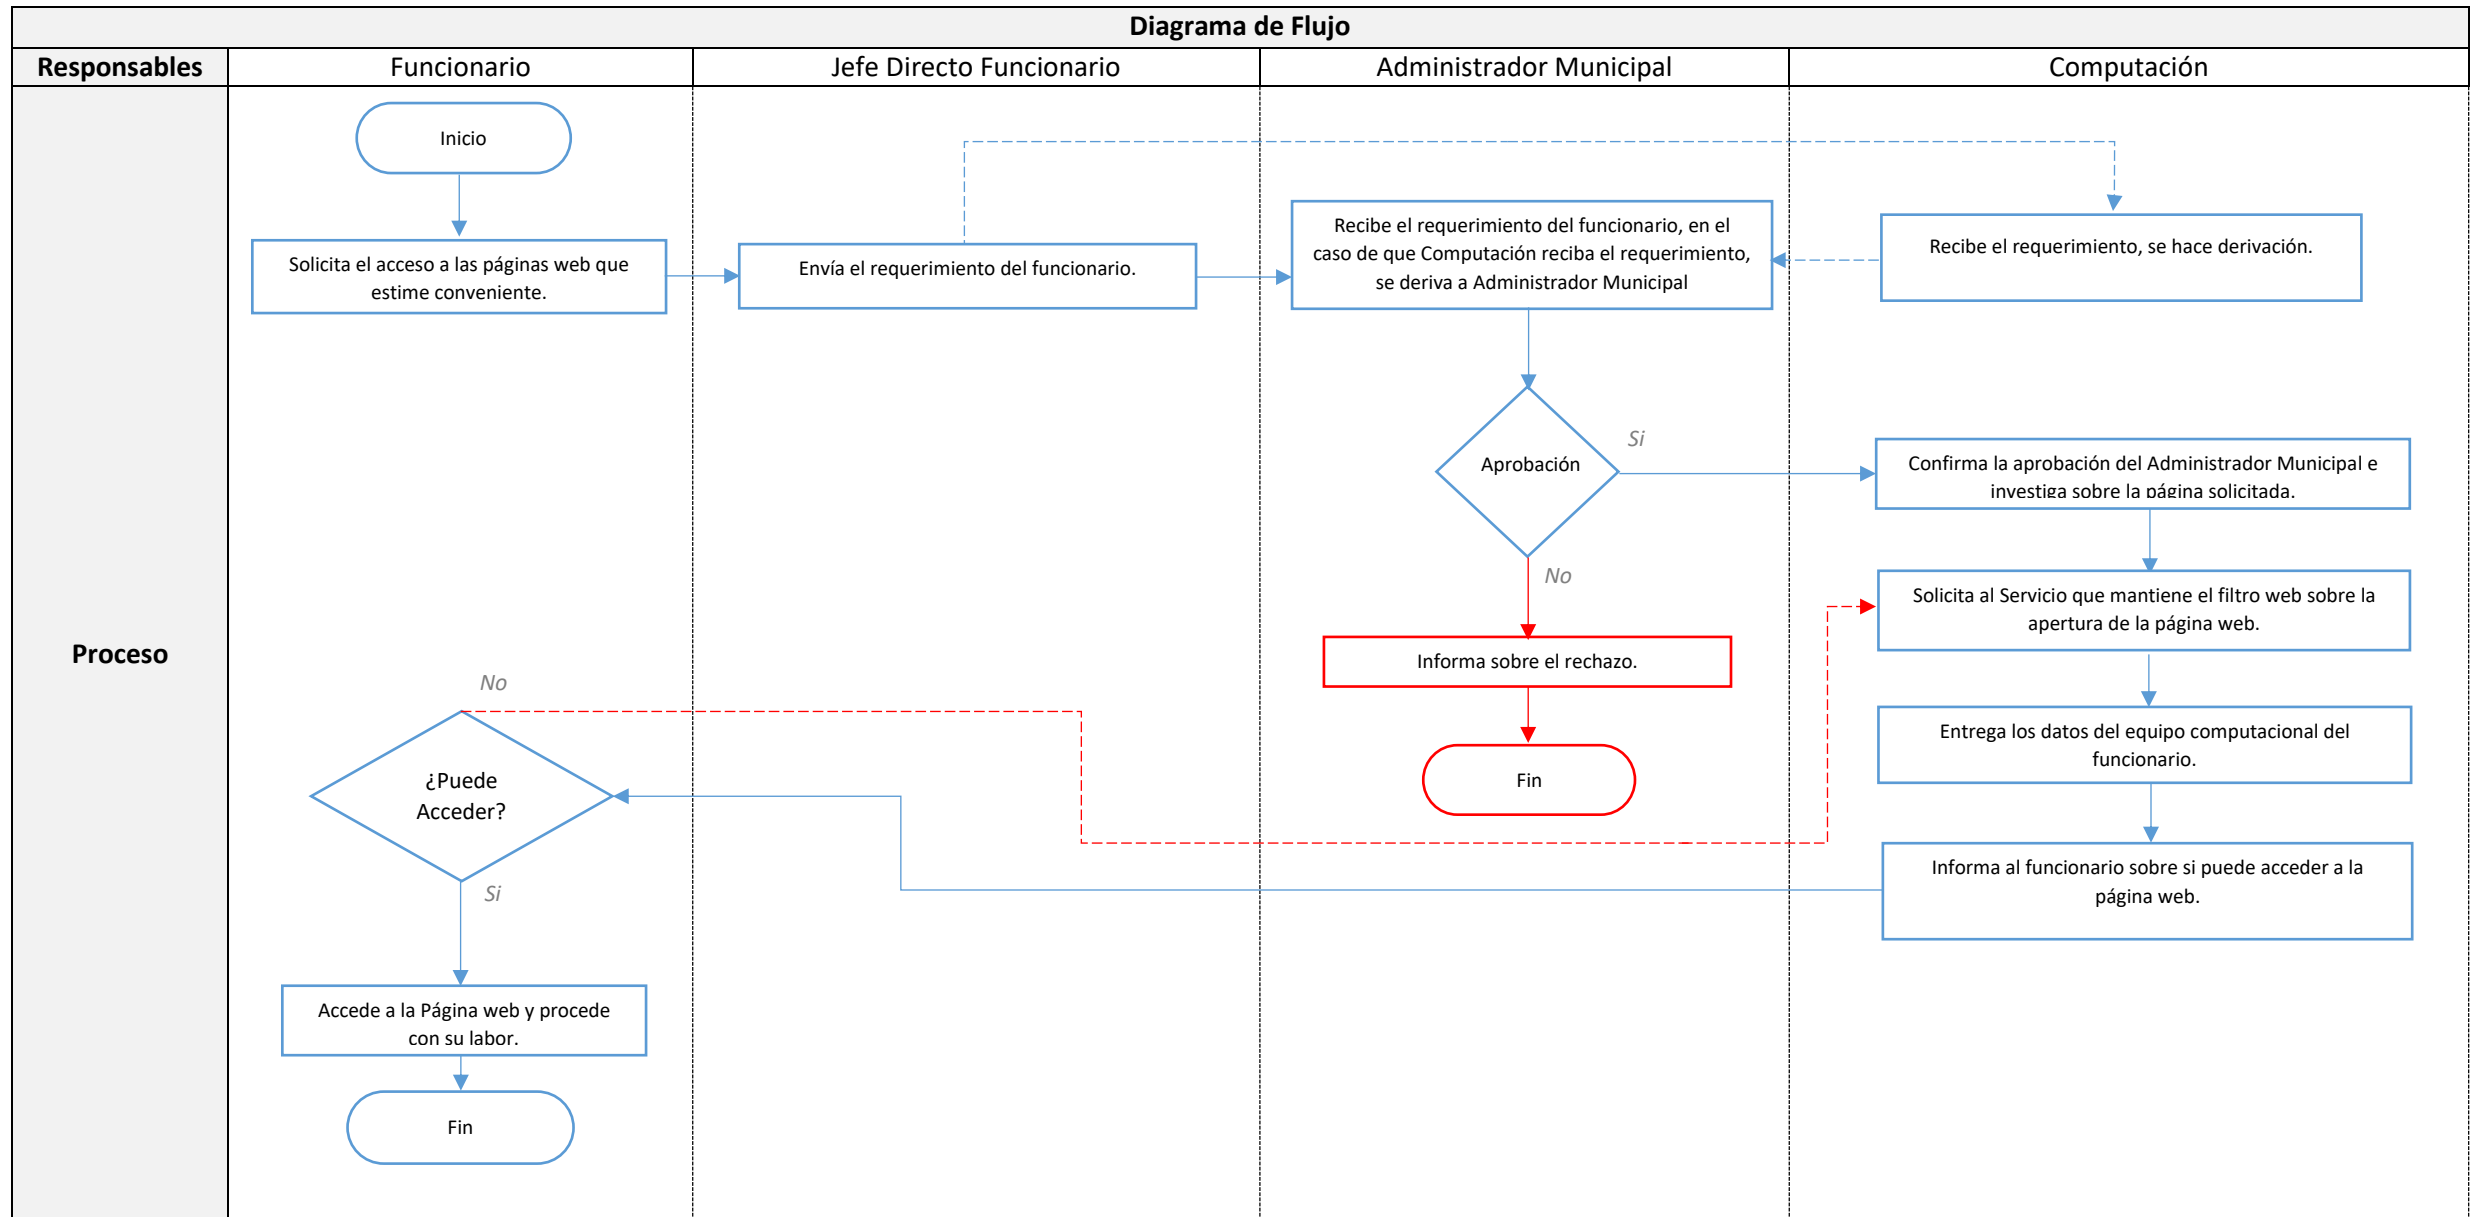 Diagrama de Flujo
Responsables
Funcionario
Jefe Directo Funcionario
Administrador Municipal
Computación
Proceso
Inicio
Solicita el acceso a las páginas web que
estime conveniente.
Envía el requerimiento del funcionario.
Recibe el requerimiento del funcionario, en el
caso de que Computación reciba el requerimiento,
se deriva a Administrador Municipal
Recibe el requerimiento, se hace derivación.
Aprobación
Si
No
Confirma la aprobación del Administrador Municipal e
investiga sobre la página solicitada.
Solicita al Servicio que mantiene el filtro web sobre la
apertura de la página web.
Informa sobre el rechazo.
Fin
Entrega los datos del equipo computacional del
funcionario.
Informa al funcionario sobre si puede acceder a la
página web.
No
¿Puede
Acceder?
Si
Accede a la Página web y procede
con su labor.
Fin